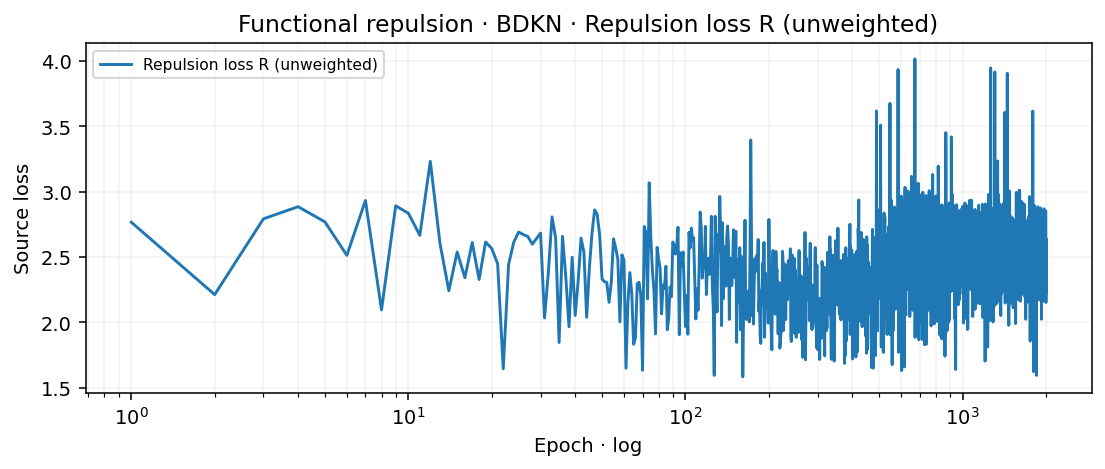 Functional repulsion · BDKN · Repulsion loss R (unweighted)
Repulsion loss R (unweighted)
Source loss
4.0
3.5
3.0
2.5
2.0
1.5
10⁰
10¹
10²
10³
Epoch · log